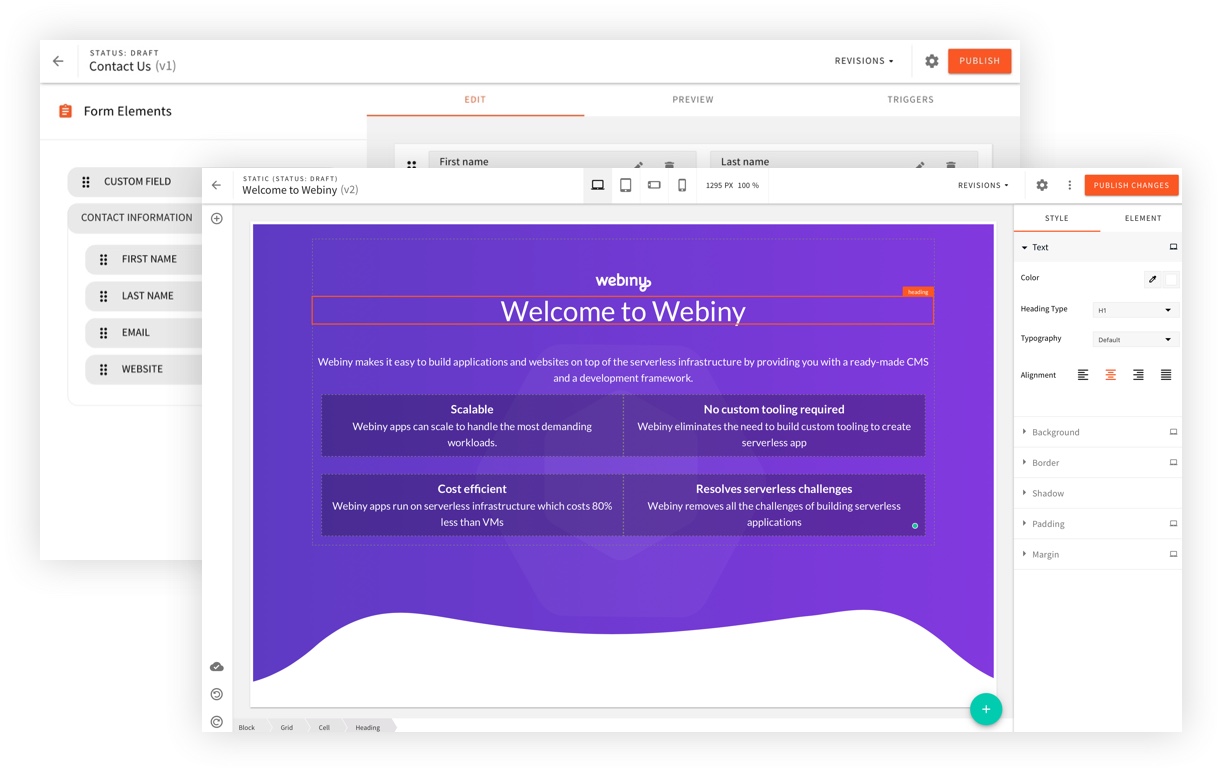 STATUS: DRAFT
Contact Us (v1)
REVISIONS
PUBLISH
Form Elements
EDIT
PREVIEW
TRIGGERS
First name
Last name
CUSTOM FIELD
CONTACT INFORMATION
FIRST NAME
LAST NAME
EMAIL
WEBSITE
STATIC (STATUS: DRAFT)
Welcome to Webiny (v2)
1295 PX 100 %
REVISIONS
PUBLISH CHANGES
webiny
heading
Welcome to Webiny
Webiny makes it easy to build applications and websites on top of the serverless infrastructure by providing you with a ready-made CMS
and a development framework.
Scalable
Webiny apps can scale to handle the most demanding
workloads.
No custom tooling required
Webiny eliminates the need to build custom tooling to create
serverless app
Cost efficient
Webiny apps run on serverless infrastructure which costs 80%
less than VMs
Resolves serverless challenges
Webiny removes all the challenges of building serverless
applications
STYLE
ELEMENT
Text
Color
Heading Type
H1
Typography
Default
Alignment
Background
Border
Shadow
Padding
Margin
Block
Grid
Cell
Heading